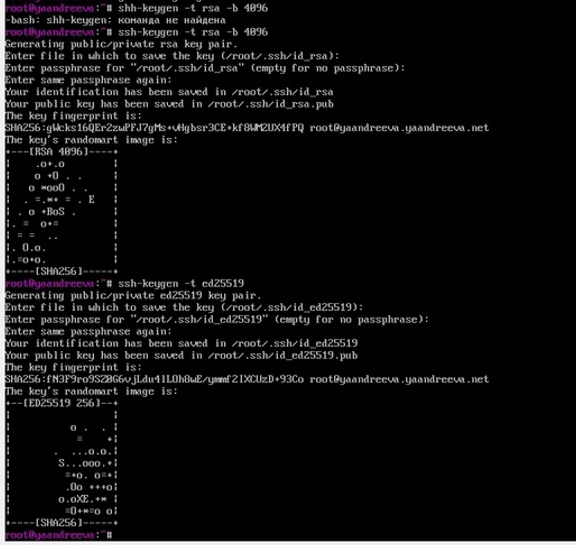 root@yaandreeva:~# shh-keygen -t rsa -b 4096
-bash: shh-keygen: команда не найдена
root@yaandreeva:~# ssh-keygen -t rsa -b 4096
Generating public/private rsa key pair.
Enter file in which to save the key (/root/.ssh/id_rsa):
Enter passphrase for "/root/.ssh/id_rsa" (empty for no passphrase):
Enter same passphrase again:
Your identification has been saved in /root/.ssh/id_rsa
Your public key has been saved in /root/.ssh/id_rsa.pub
The key fingerprint is:
root@yaandreeva.yaandreeva.net
The key's randomart image is:
+---[RSA 4096]----+
|     .o+.o       |
|     o +O . .    |
|    o *ooO . .   |
|   . =.*+ = . E  |
|  . o +BoS .     |
| . =  o+=        |
|  = =  ..        |
|. O.o.           |
|.=o+o.           |
+----[SHA256]-----+
root@yaandreeva:~# ssh-keygen -t ed25519
Generating public/private ed25519 key pair.
Enter file in which to save the key (/root/.ssh/id_ed25519):
Enter passphrase for "/root/.ssh/id_ed25519" (empty for no passphrase):
Enter same passphrase again:
Your identification has been saved in /root/.ssh/id_ed25519
Your public key has been saved in /root/.ssh/id_ed25519.pub
The key fingerprint is:
root@yaandreeva.yaandreeva.net
The key's randomart image is:
+--[ED25519 256]--+
|                 |
|          o .  . |
|           =    +|
|       .  ...o.o.|
|        S...ooo.+|
|         =+o. o=+|
|         .Oo +++o|
|        o.oXE.+* |
|         =O+*=o o|
+----[SHA256]-----+
root@yaandreeva:~#